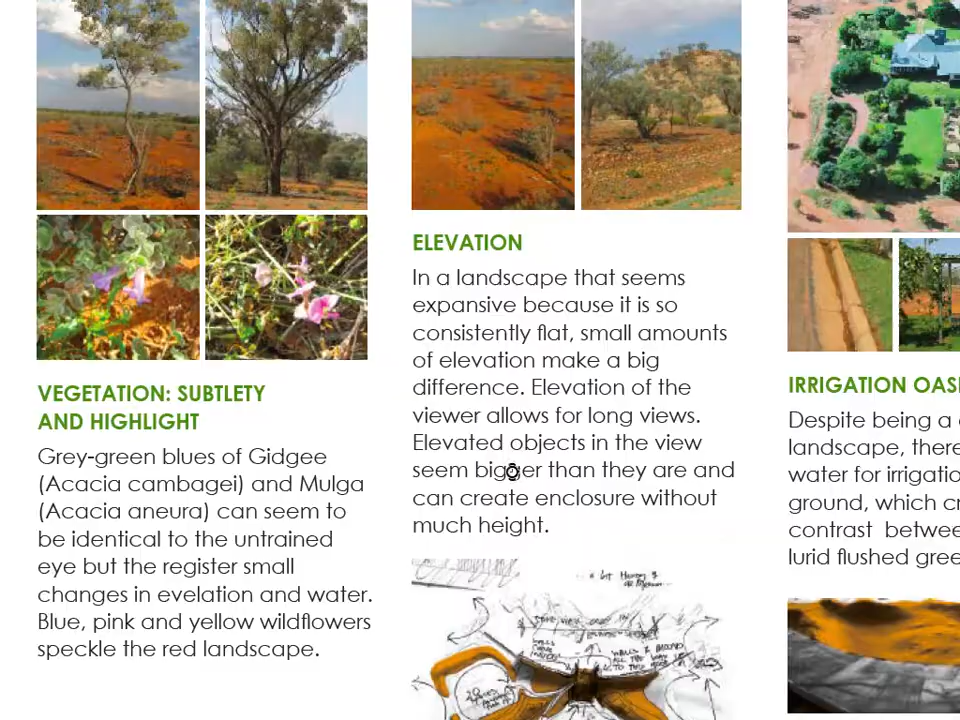 VEGETATION: SUBTLETY
AND HIGHLIGHT
Grey-green blues of Gidgee
(Acacia cambagei) and Mulga
(Acacia aneura) can seem to
be identical to the untrained
eye but the register small
changes in evelation and water.
Blue, pink and yellow wildflowers
speckle the red landscape.
ELEVATION
In a landscape that seems
expansive because it is so
consistently flat, small amounts
of elevation make a big
difference. Elevation of the
viewer allows for long views.
Elevated objects in the view
seem bigger than they are and
can create enclosure without
much height.
IRRIGATION OAS
Despite being a
landscape, there
water for irrigatio
ground, which cr
contrast betwee
lurid flushed gree